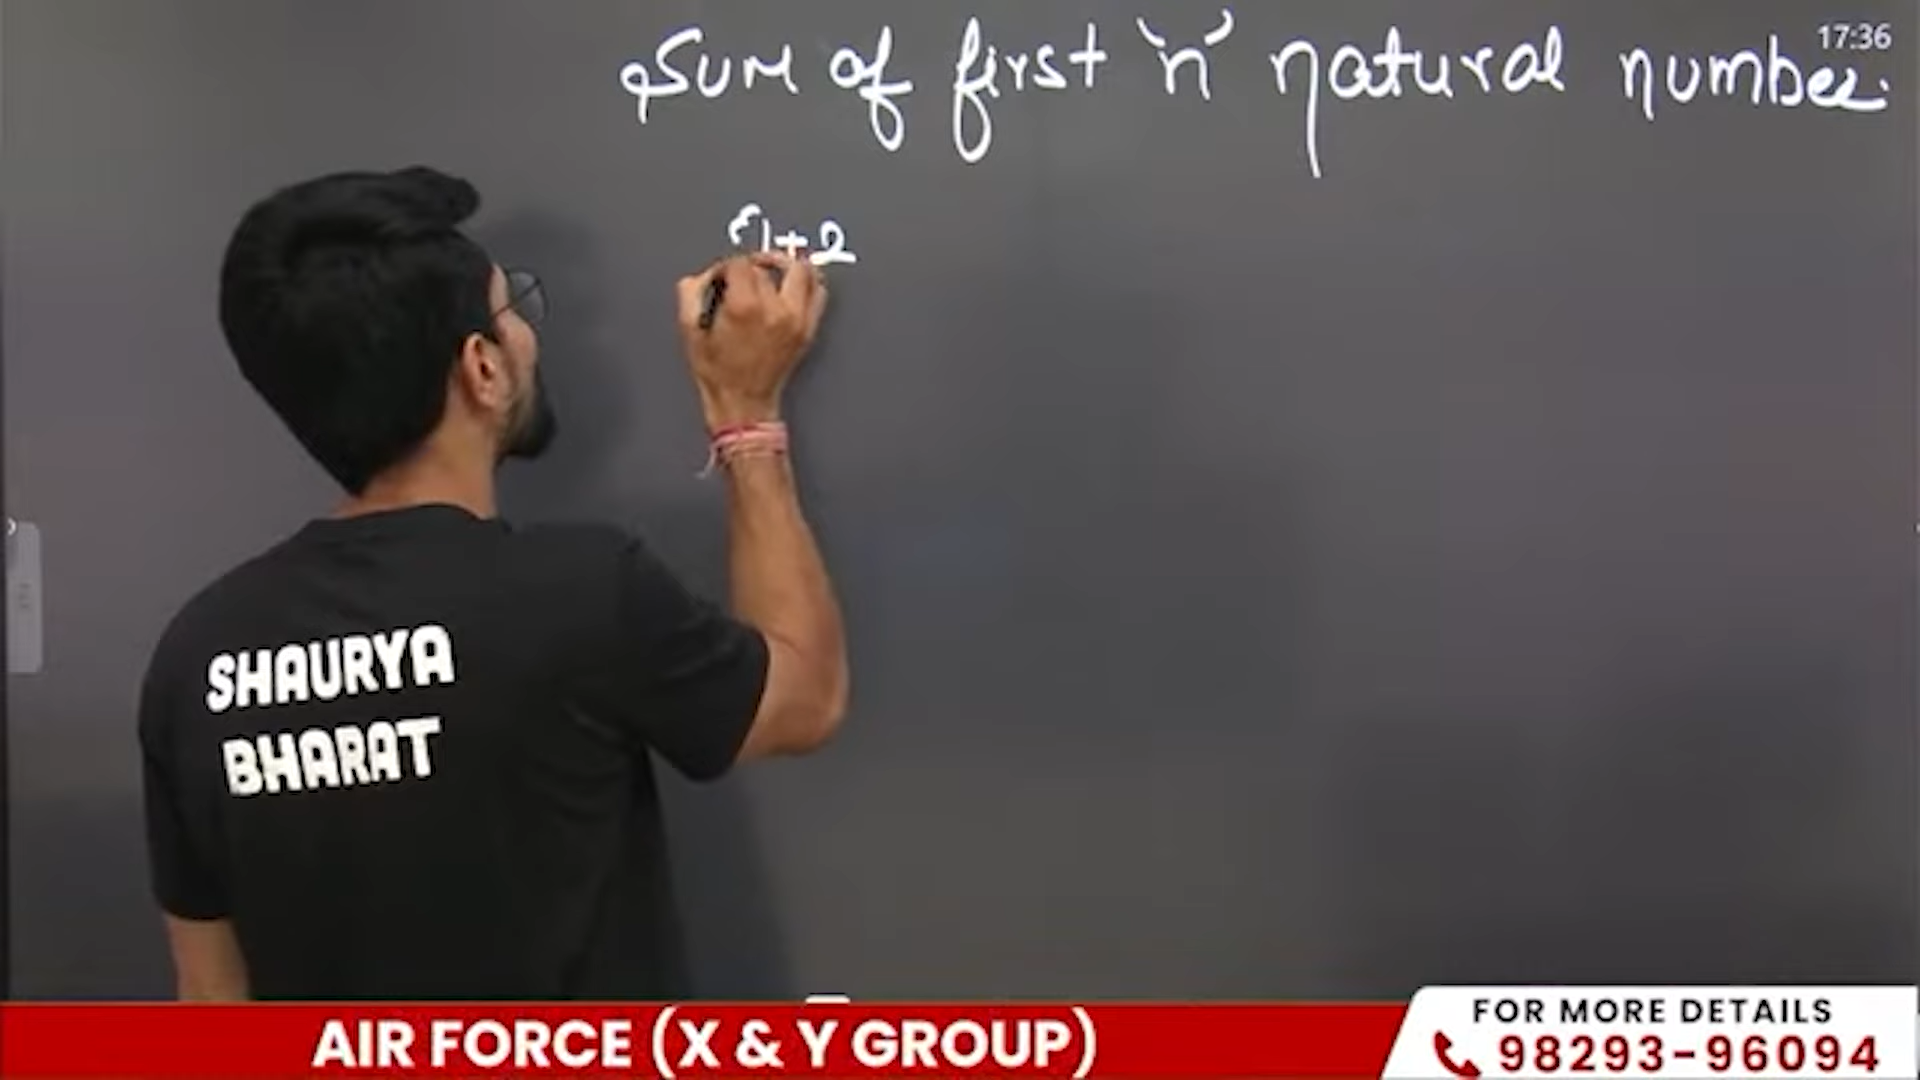 17:36
Sum of first 'n' natural number.
{1+2
SHAURYA
BHARAT
AIR FORCE (X & Y GROUP)
FOR MORE DETAILS
98293-96094